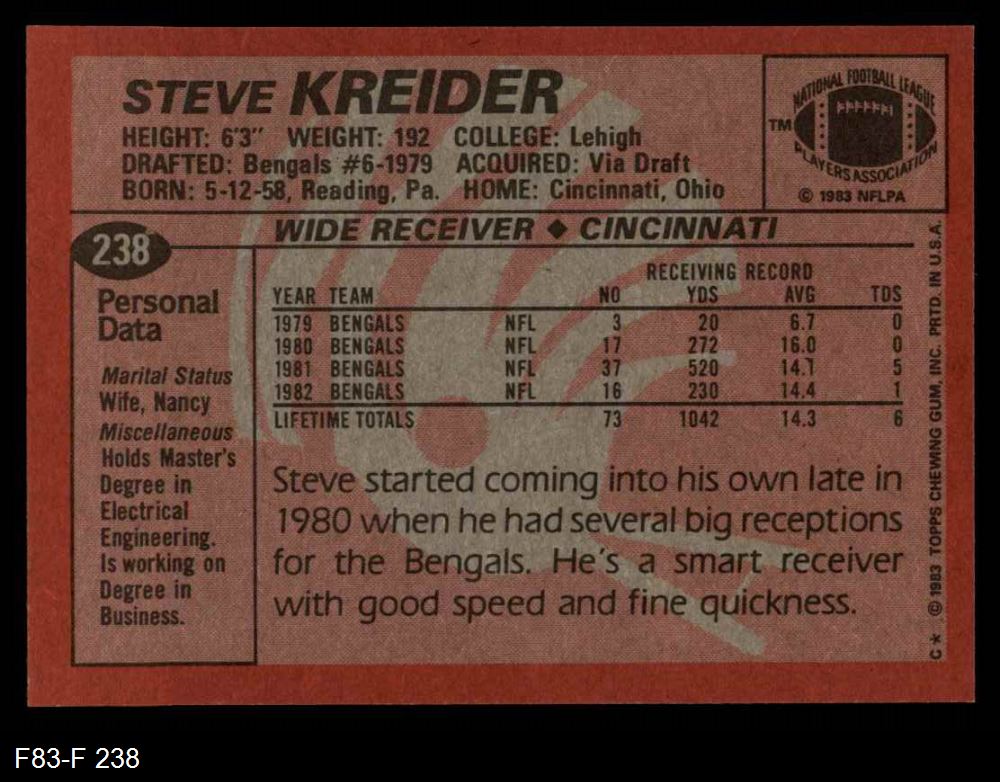 STEVE KREIDER
HEIGHT: 6'3" WEIGHT: 192 COLLEGE: Lehigh
DRAFTED: Bengals #6-1979 ACQUIRED: Via Draft
BORN: 5-12-58, Reading, Pa. HOME: Cincinnati, Ohio
NATIONAL FOOTBALL LEAGUE
TM
PLAYERS ASSOCIATION
© 1983 NFLPA
238
WIDE RECEIVER ◆ CINCINNATI
Personal
Data
Marital Status
Wife, Nancy
Miscellaneous
Holds Master's
Degree in
Electrical
Engineering.
Is working on
Degree in
Business.
RECEIVING RECORD
YEAR TEAM NO YDS AVG TDS
1979 BENGALS NFL 3 20 6.7 0
1980 BENGALS NFL 17 272 16.0 0
1981 BENGALS NFL 37 520 14.1 5
1982 BENGALS NFL 16 230 14.4 1
LIFETIME TOTALS 73 1042 14.3 6
Steve started coming into his own late in
1980 when he had several big receptions
for the Bengals. He's a smart receiver
with good speed and fine quickness.
C * © 1983 TOPPS CHEWING GUM, INC. PRTD. IN U.S.A.
F83-F 238